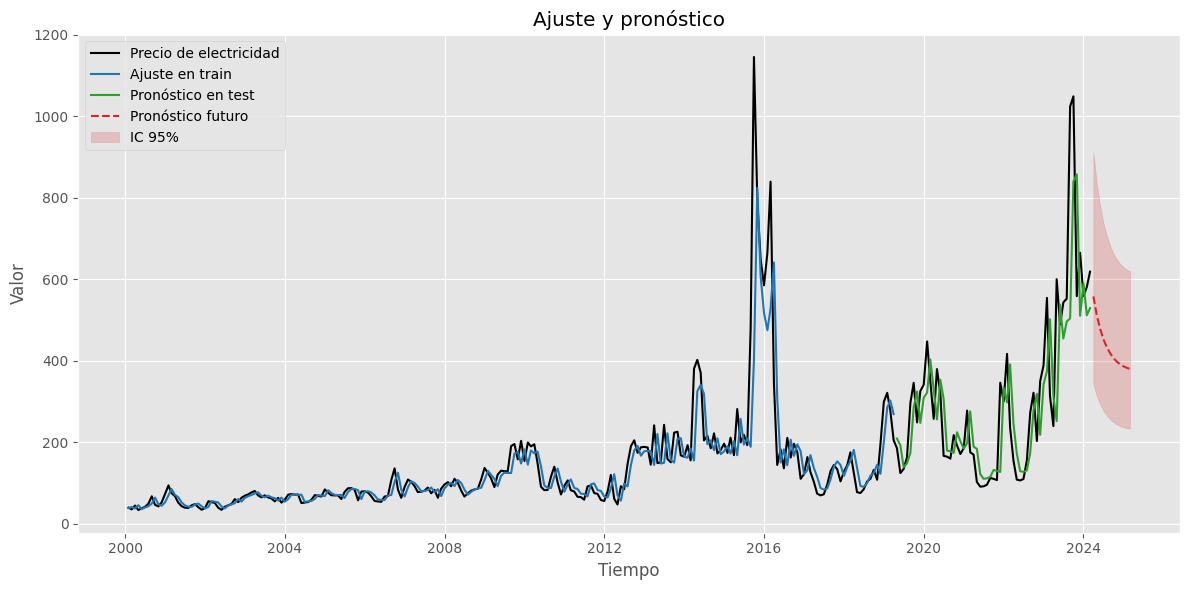 Ajuste y pronóstico
Precio de electricidad
Ajuste en train
Pronóstico en test
Pronóstico futuro
IC 95%
Valor
1200
1000
800
600
400
200
0
2000 2004 2008 2012 2016 2020 2024
Tiempo